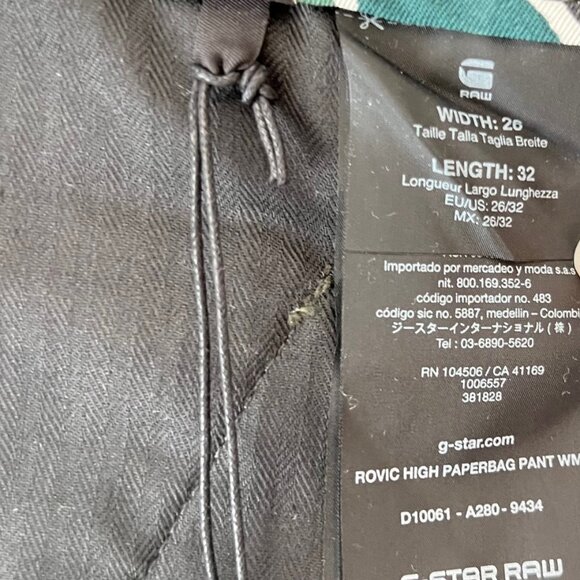 RAW
WIDTH: 26
Taille Talla Taglia Breite
LENGTH: 32
Longueur Largo Lunghezza
EU/US: 26/32
MX: 26/32
Importado por mercadeo y moda s.a.s
nit. 800.169.352-6
código importador no. 483
código sic no. 5887, medellin - Colombi
ジースターインターナショナル (株)
Tel : 03-6890-5620
RN 104506 / CA 41169
1006557
381828
g-star.com
ROVIC HIGH PAPERBAG PANT WM
D10061 - A280 - 9434
G-STAR RAW